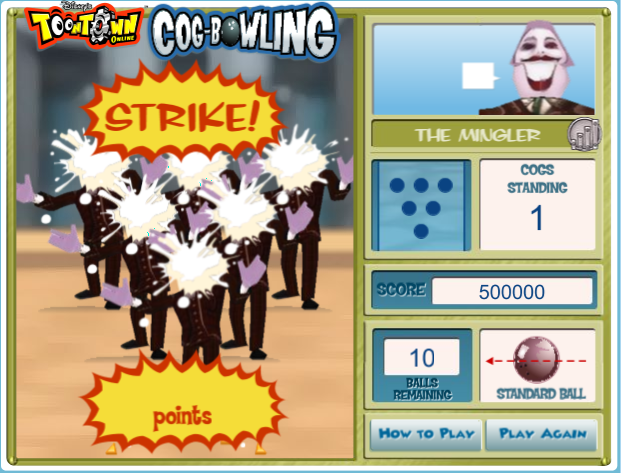 Disney's
TOONTOWN
ONLINE
COG-BOWLING
STRIKE!
points
THE MINGLER
COGS
STANDING
1
SCORE 500000
10
BALLS
REMAINING
STANDARD BALL
HOW TO PLAY PLAY AGAIN